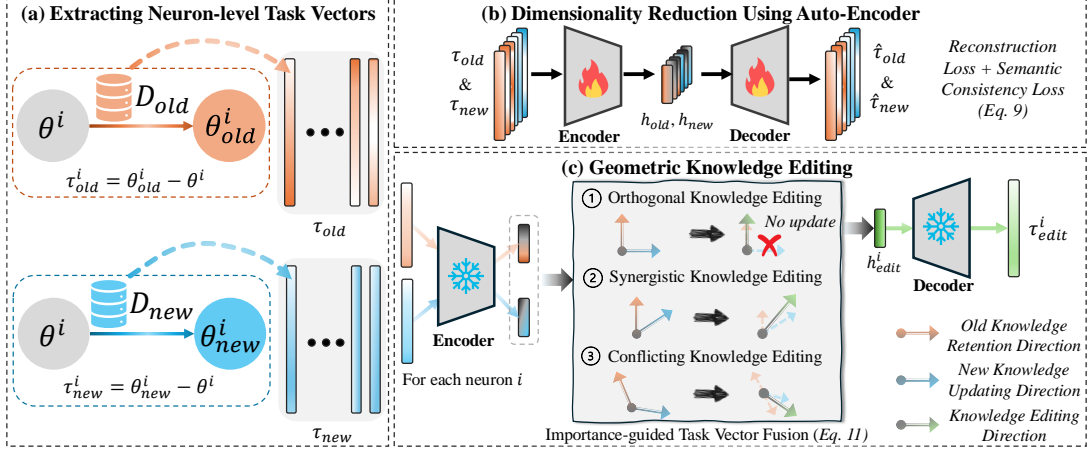 (a) Extracting Neuron-level Task Vectors
D_old
θ^i
θ^i_old
τ^i_old = θ^i_old − θ^i
τ_old
D_new
θ^i
θ^i_new
τ^i_new = θ^i_new − θ^i
τ_new
(b) Dimensionality Reduction Using Auto-Encoder
τ_old
&
τ_new
Encoder
h_old, h_new
Decoder
τ̂_old
&
τ̂_new
Reconstruction
Loss + Semantic
Consistency Loss
(Eq. 9)
(c) Geometric Knowledge Editing
For each neuron i
Encoder
① Orthogonal Knowledge Editing
No update
② Synergistic Knowledge Editing
③ Conflicting Knowledge Editing
Importance-guided Task Vector Fusion (Eq. 11)
h^i_edit
Decoder
τ^i_edit
Old Knowledge
Retention Direction
New Knowledge
Updating Direction
Knowledge Editing
Direction